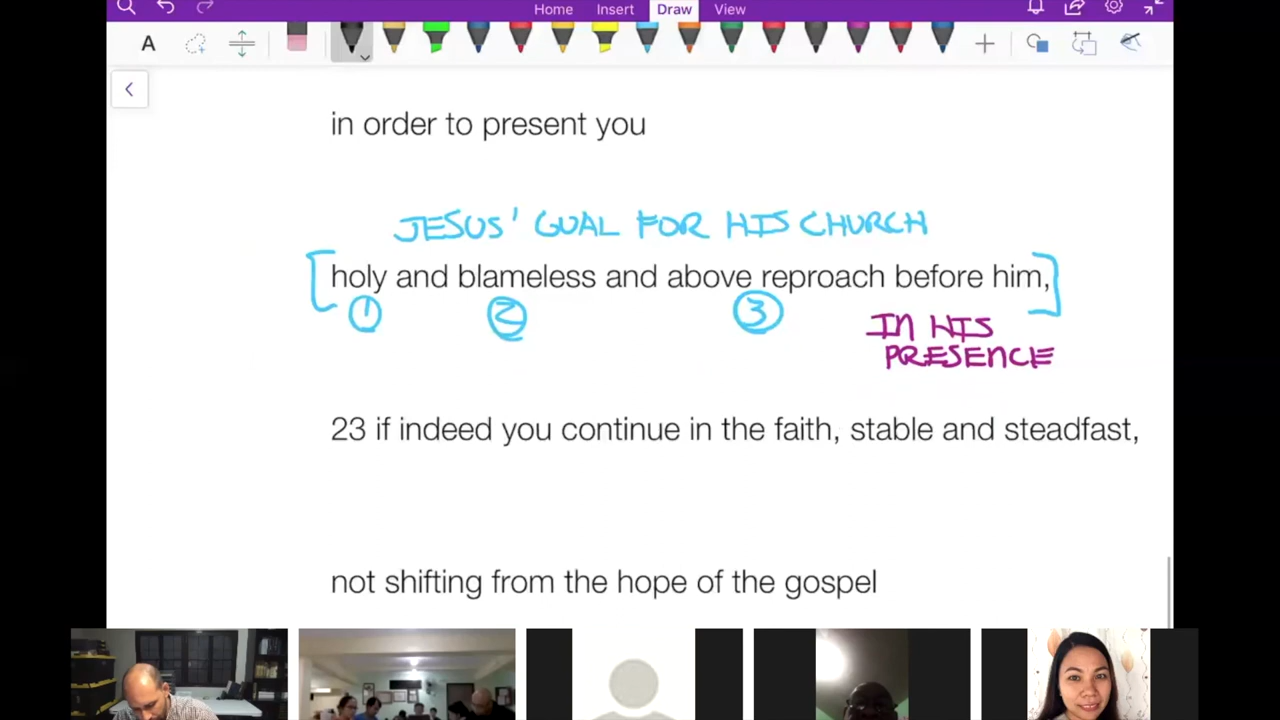 Home Insert Draw View
A
in order to present you
JESUS' GOAL FOR HIS CHURCH
[holy and blameless and above reproach before him,]
1 2 3
IN HIS
PRESENCE
23 if indeed you continue in the faith, stable and steadfast,
not shifting from the hope of the gospel